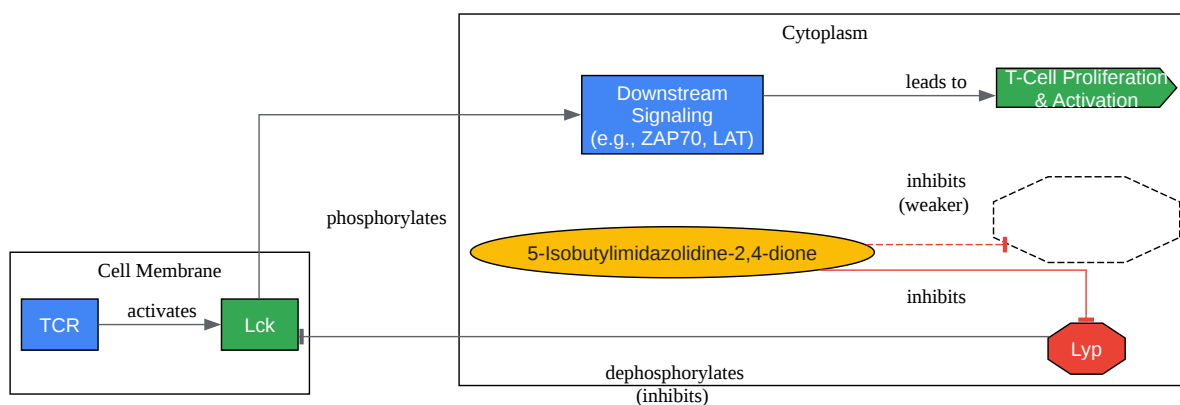 Cytoplasm
Downstream
Signaling
(e.g., ZAP70, LAT)
leads to
T-Cell Proliferation
& Activation
inhibits
(weaker)
phosphorylates
5-Isobutylimidazolidine-2,4-dione
Cell Membrane
TCR
activates
Lck
inhibits
Lyp
dephosphorylates
(inhibits)